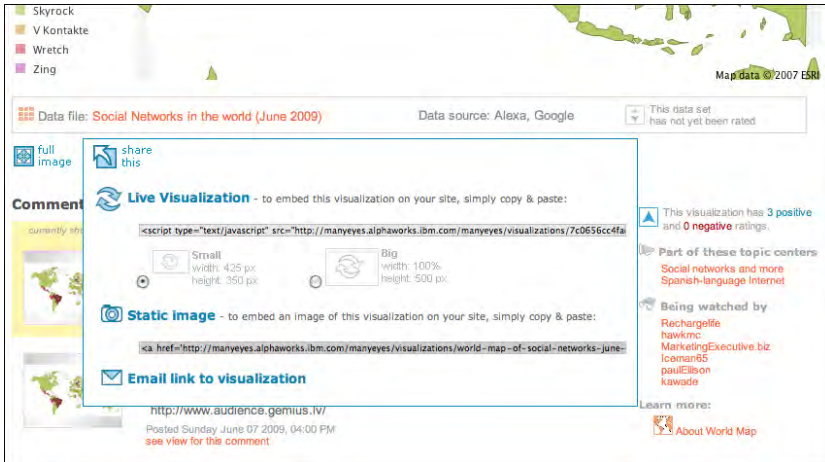 Skyrock
V Kontakte
Wretch
Zing
Map data © 2007 ESRI
Data file: Social Networks in the world (June 2009)
Data source: Alexa, Google
This data set
has not yet been rated
full
image
share
this
Live Visualization - to embed this visualization on your site, simply copy & paste:
<script type="text/javascript" src="http://manyeyes.alphaworks.ibm.com/manyeyes/visualizations/7c0656cc4fa
Small
width: 425 px
height: 350 px
Big
width: 100%
height: 500 px
Static image - to embed an image of this visualization on your site, simply copy & paste:
<a href="http://manyeyes.alphaworks.ibm.com/manyeyes/visualizations/world-map-of-social-networks-june-
Email link to visualization
Comment
currently sho
http://www.audience.gemius.lv/
Posted Sunday June 07 2009, 04:00 PM
see view for this comment
This visualization has 3 positive
and 0 negative ratings.
Part of these topic centers
Social networks and more
Spanish-language Internet
Being watched by
Rechargelife
hawkmc
MarketingExecutive.biz
Iceman65
paulEllison
kawade
Learn more:
About World Map